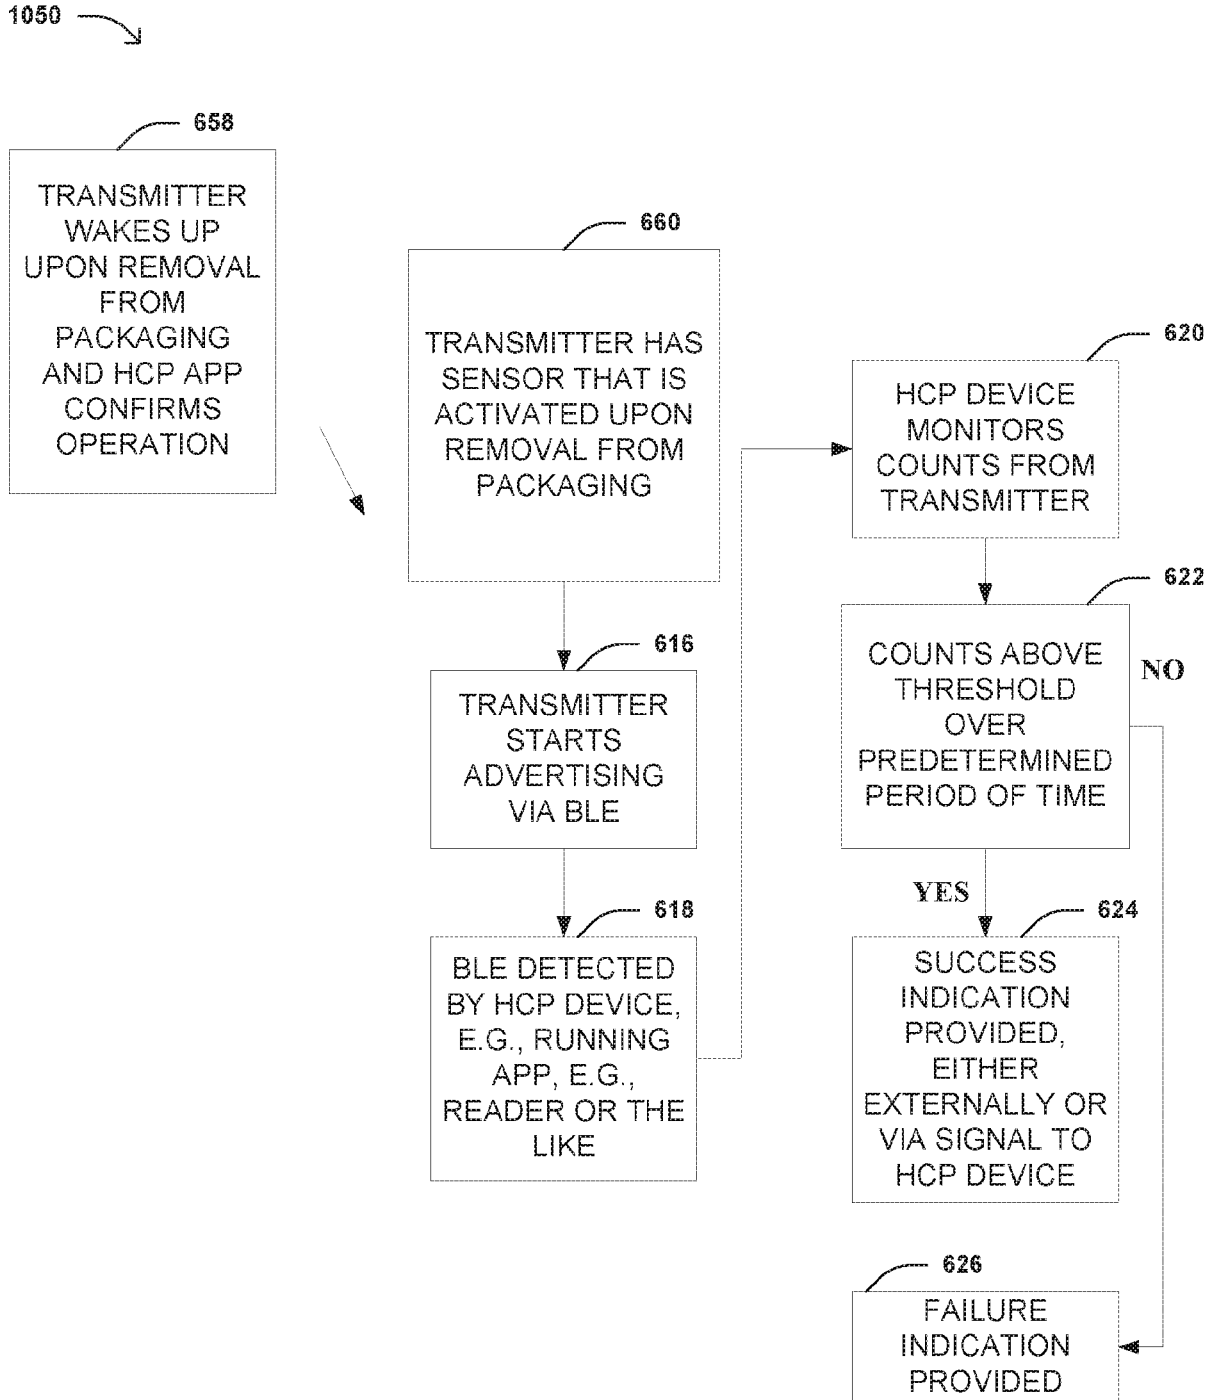 1050
658
TRANSMITTER
WAKES UP
UPON REMOVAL
FROM
PACKAGING
AND HCP APP
CONFIRMS
OPERATION
660
TRANSMITTER HAS
SENSOR THAT IS
ACTIVATED UPON
REMOVAL FROM
PACKAGING
616
TRANSMITTER
STARTS
ADVERTISING
VIA BLE
618
BLE DETECTED
BY HCP DEVICE,
E.G., RUNNING
APP, E.G.,
READER OR THE
LIKE
620
HCP DEVICE
MONITORS
COUNTS FROM
TRANSMITTER
622
COUNTS ABOVE
THRESHOLD
OVER
PREDETERMINED
PERIOD OF TIME
NO
YES
624
SUCCESS
INDICATION
PROVIDED,
EITHER
EXTERNALLY OR
VIA SIGNAL TO
HCP DEVICE
626
FAILURE
INDICATION
PROVIDED